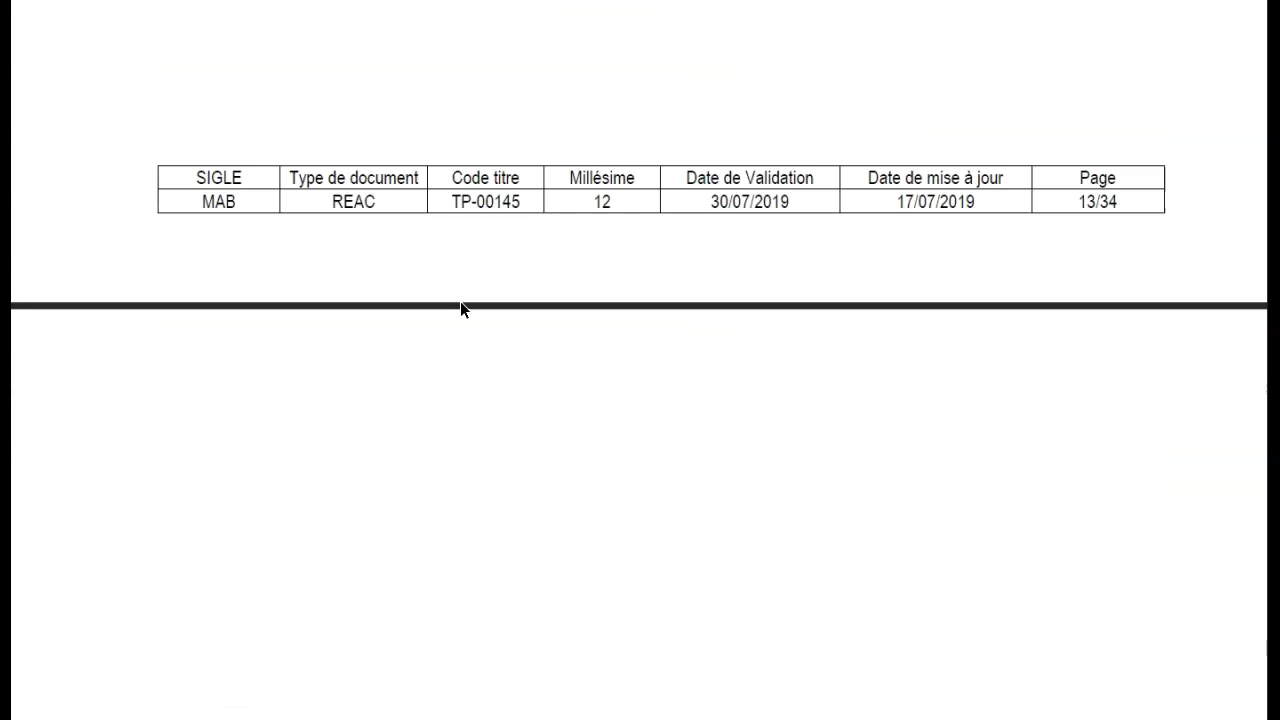 SIGLE Type de document Code titre Millésime Date de Validation Date de mise à jour Page
MAB REAC TP-00145 12 30/07/2019 17/07/2019 13/34